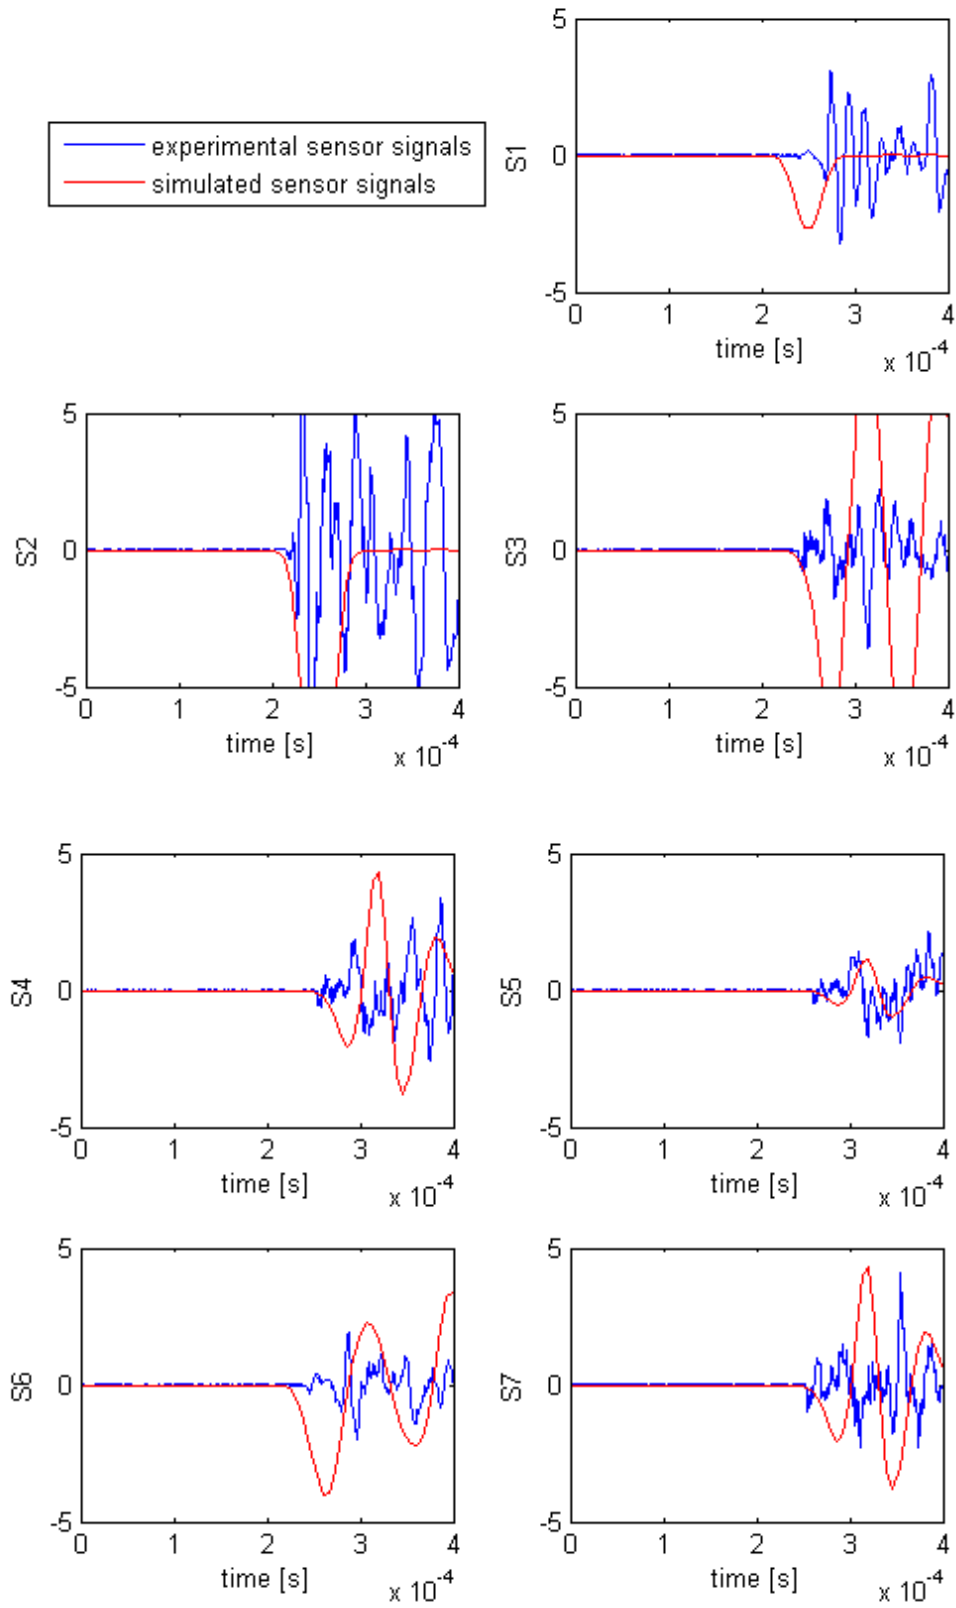 5
experimental sensor signals
simulated sensor signals
S1
0
-5
0 1 2 3 4
time [s]
x 10^-4
5 5
S2 0 S3 0
-5 -5
0 1 2 3 4 0 1 2 3 4
time [s] time [s]
x 10^-4 x 10^-4
5 5
S4 0 S5 0
-5 -5
0 1 2 3 4 0 1 2 3 4
time [s] time [s]
x 10^-4 x 10^-4
5 5
S6 0 S7 0
-5 -5
0 1 2 3 4 0 1 2 3 4
time [s] time [s]
x 10^-4 x 10^-4